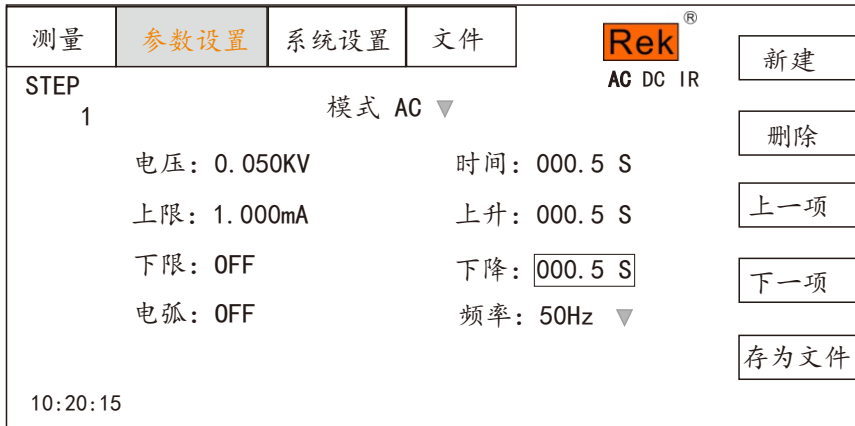 测量 参数设置 系统设置 文件 Rek®
AC DC IR
新建
STEP
1
模式 AC ▼
删除
电压: 0.050KV 时间: 000.5 S
上限: 1.000mA 上升: 000.5 S
上一项
下限: OFF 下降: 000.5 S
下一项
电弧: OFF 频率: 50Hz ▼
存为文件
10:20:15